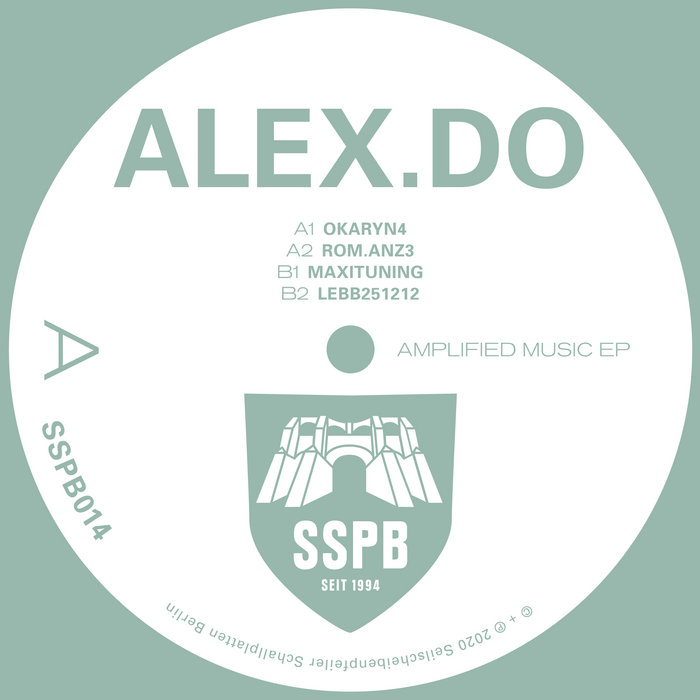 ALEX.DO
A1 OKARYN4
A2 ROM.ANZ3
B1 MAXITUNING
B2 LEBB251212
AMPLIFIED MUSIC EP
A
SSPB014
SSPB
SEIT 1994
© + ℗ 2020 Seilscheibenpfeiler Schallplatten Berlin